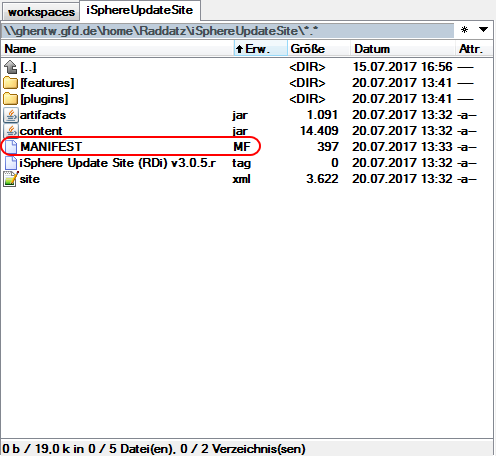 workspaces iSphereUpdateSite
\\ghentw.gfd.de\home\Raddatz\iSphereUpdateSite\*.* * ▼
Name ↑Erw. Größe Datum Attr.
[..] <DIR> 15.07.2017 16:56 ----
[features] <DIR> 20.07.2017 13:41 ----
[plugins] <DIR> 20.07.2017 13:41 ----
artifacts jar 1.091 20.07.2017 13:32 -a--
content jar 14.409 20.07.2017 13:32 -a--
MANIFEST MF 397 20.07.2017 13:33 -a--
iSphere Update Site (RDi) v3.0.5.r tag 0 20.07.2017 13:32 -a--
site xml 3.622 20.07.2017 13:32 -a--
0 b / 19,0 k in 0 / 5 Datei(en), 0 / 2 Verzeichnis(sen)